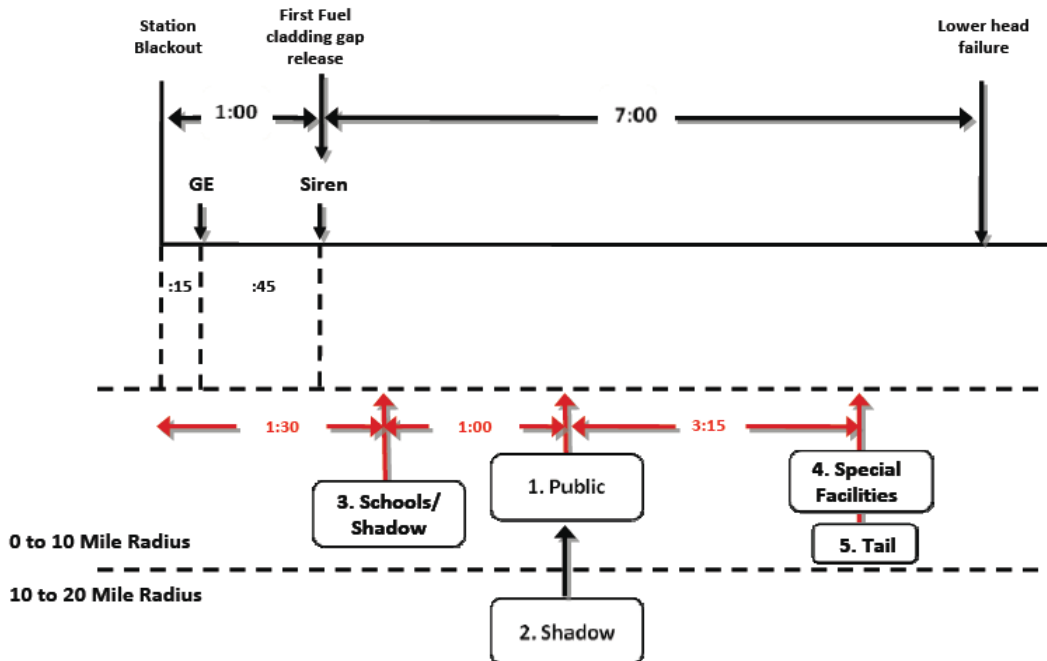 Station
Blackout
First Fuel
cladding gap
release
Lower head
failure
1:00
7:00
GE
Siren
:15
:45
1:30
1:00
3:15
3. Schools/
Shadow
1. Public
4. Special
Facilities
5. Tail
0 to 10 Mile Radius
10 to 20 Mile Radius
2. Shadow